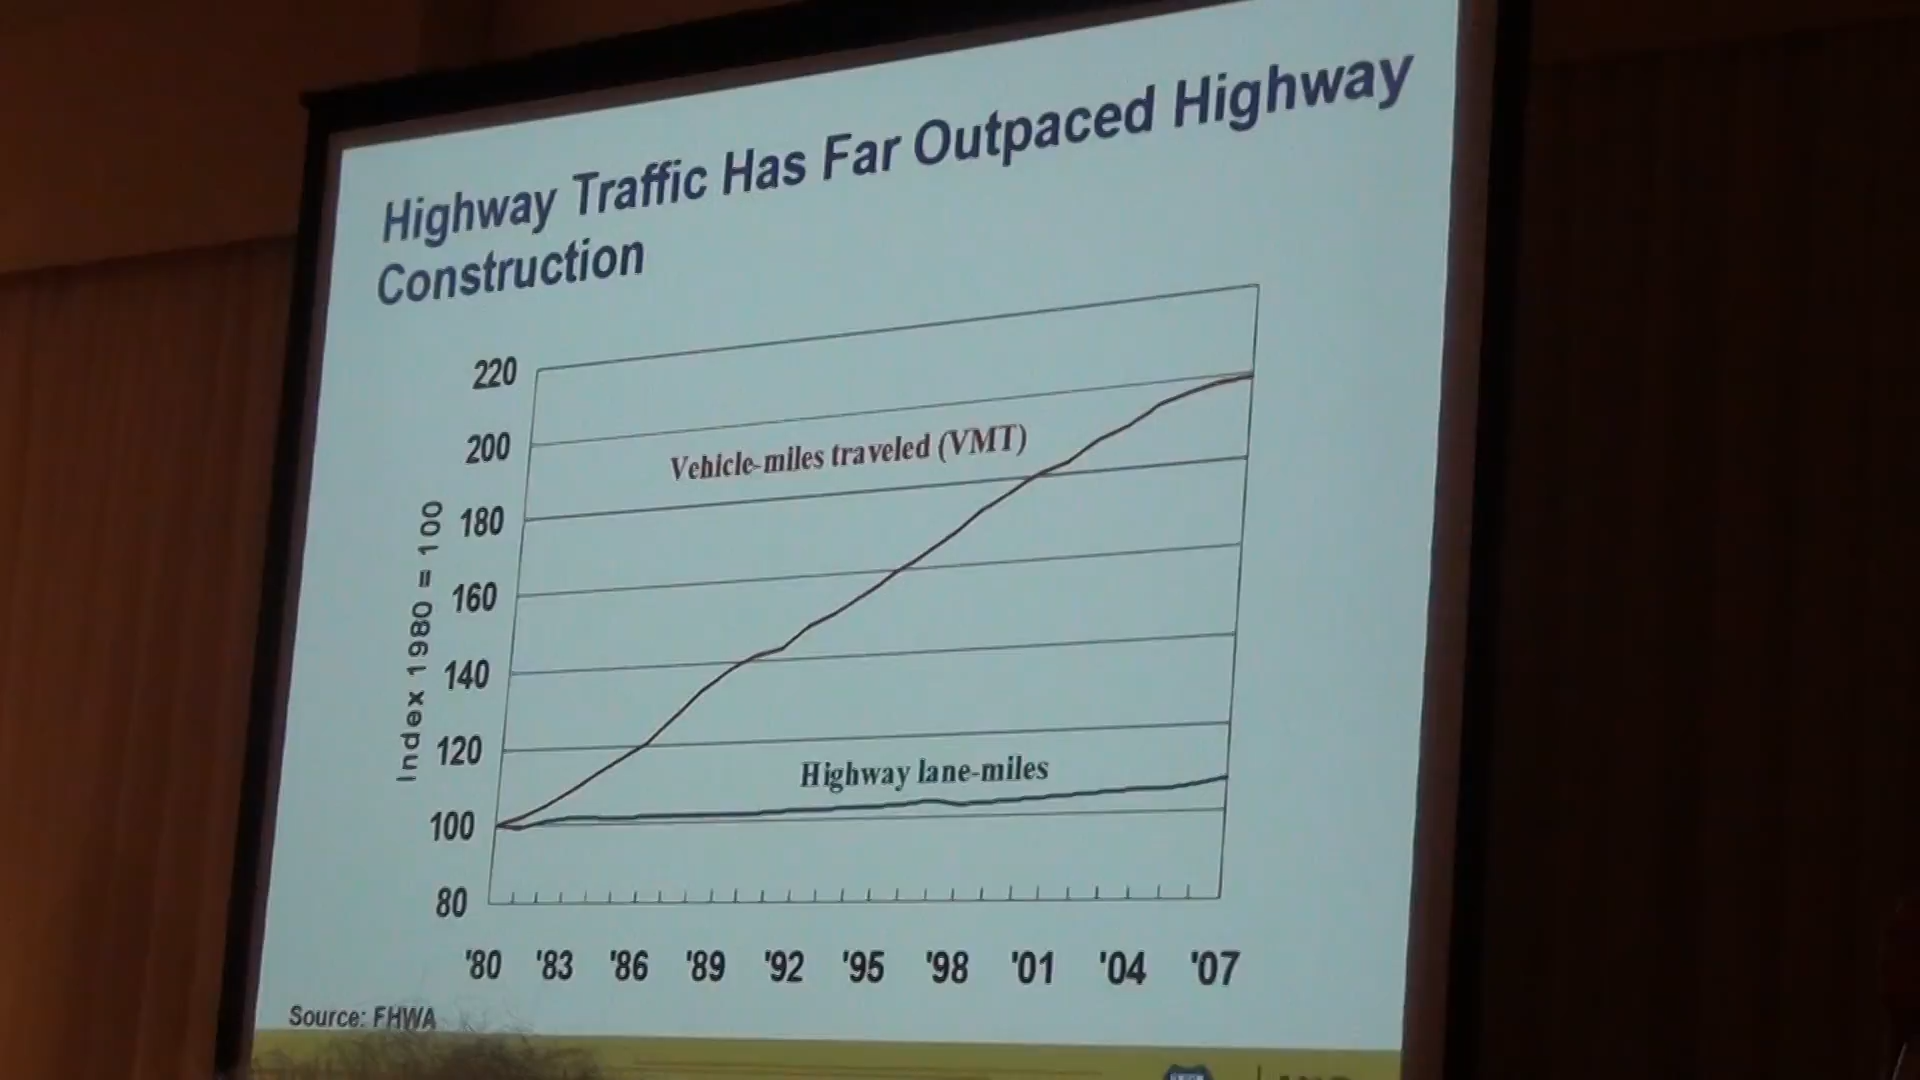 Highway Traffic Has Far Outpaced Highway
Construction
220
200
180
160
140
120
100
80
Index 1980 = 100
Vehicle-miles traveled (VMT)
Highway lane-miles
'80 '83 '86 '89 '92 '95 '98 '01 '04 '07
Source: FHWA